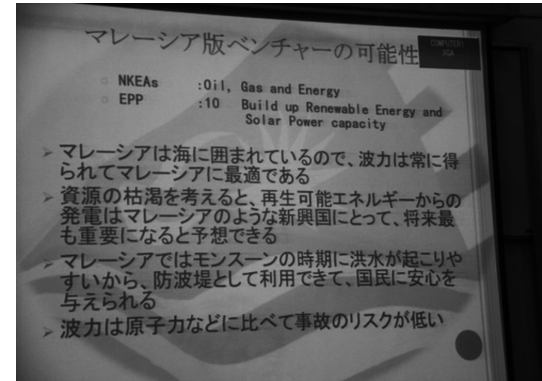 マレーシア版ベンチャーの可能性
COMPUTER1
◦ NKEAs :Oil, Gas and Energy
◦ EPP :10 Build up Renewable Energy and
Solar Power capacity
➢ マレーシアは海に囲まれているので、波力は常に得
られてマレーシアに最適である
➢ 資源の枯渇を考えると、再生可能エネルギーからの
発電はマレーシアのような新興国にとって、将来最
も重要になると予想できる
➢ マレーシアではモンスーンの時期に洪水が起こりや
すいから、防波堤として利用できて、国民に安心を
与えられる
➢ 波力は原子力などに比べて事故のリスクが低い